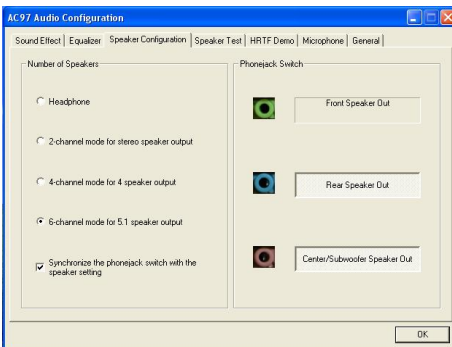 AC97 Audio Configuration
Sound Effect Equalizer Speaker Configuration Speaker Test HRTF Demo Microphone General
Number of Speakers
Headphone
2-channel mode for stereo speaker output
4-channel mode for 4 speaker output
6-channel mode for 5.1 speaker output
Synchronize the phonejack switch with the
speaker setting
Phonejack Switch
Front Speaker Out
Rear Speaker Out
Center/Subwoofer Speaker Out
OK